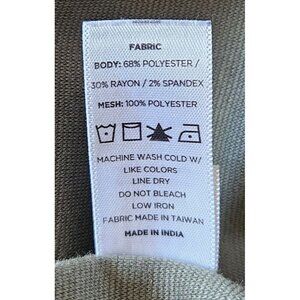 FABRIC
BODY: 68% POLYESTER /
30% RAYON / 2% SPANDEX
MESH: 100% POLYESTER
MACHINE WASH COLD W/
LIKE COLORS
LINE DRY
DO NOT BLEACH
LOW IRON
FABRIC MADE IN TAIWAN
MADE IN INDIA